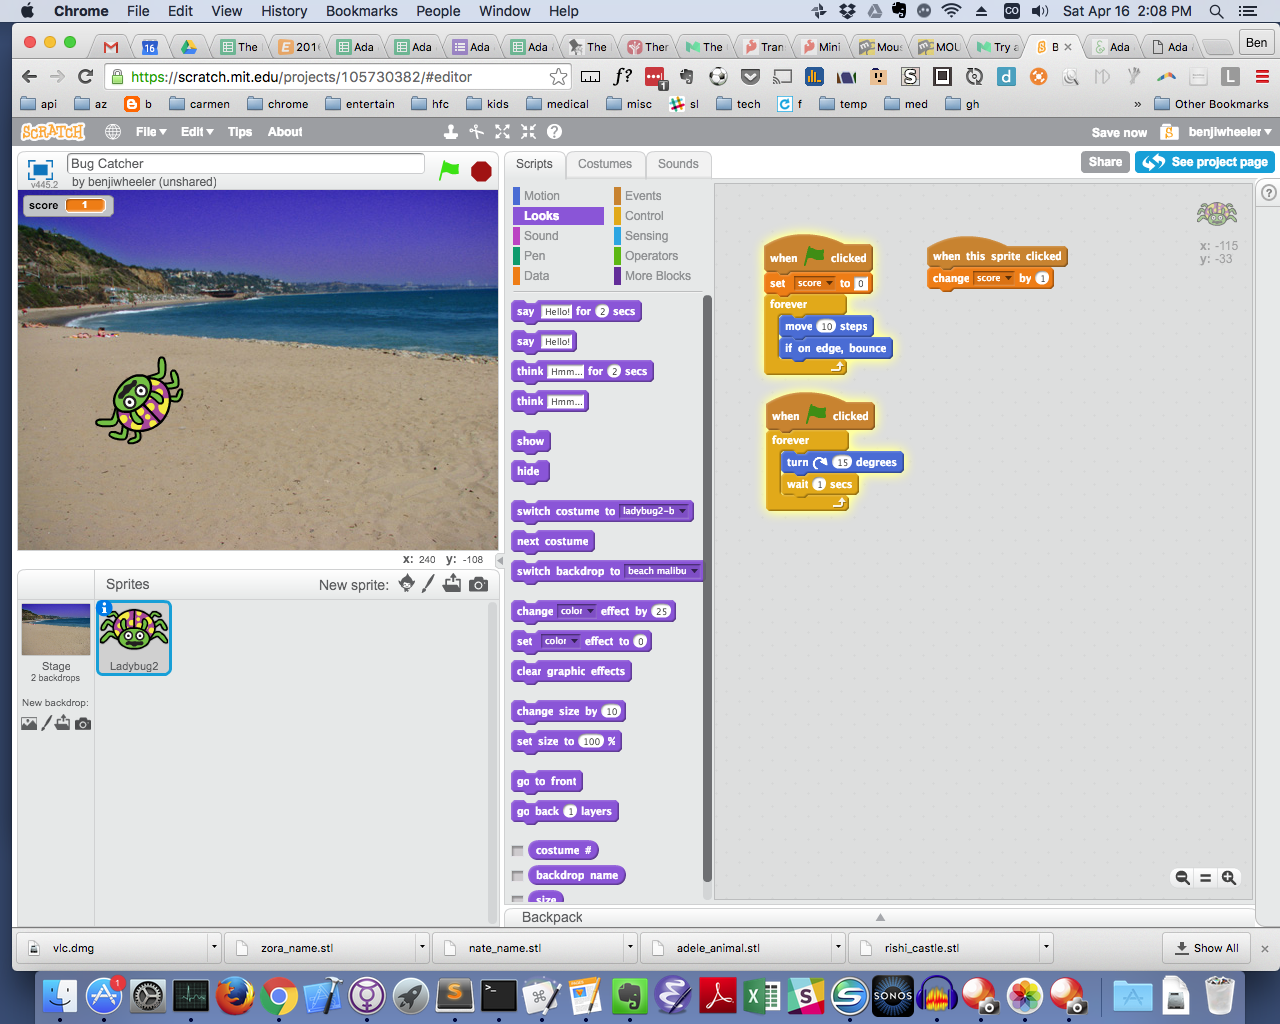 Chrome File Edit View History Bookmarks People Window Help CO Sat Apr 16 2:08 PM
16 The 201 Ada Ada Ada Ada The Ther The Tran Mini Mou MOU Try a B Ada Ada Ben
https://scratch.mit.edu/projects/105730382/#editor
f? 1 S d L
api az b carmen chrome entertain hfc kids medical misc sl tech f temp med gh » Other Bookmarks
SCRATCH File Edit Tips About Save now benjiwheeler
Bug Catcher
by benjiwheeler (unshared)
v445.2
Scripts Costumes Sounds Share See project page
score 1
Motion Events
Looks Control
Sound Sensing
Pen Operators
Data More Blocks
say Hello! for 2 secs
say Hello!
think Hmm... for 2 secs
think Hmm...
show
hide
switch costume to ladybug2-b
next costume
switch backdrop to beach malibu
change color effect by 25
set color effect to 0
clear graphic effects
change size by 10
set size to 100 %
go to front
go back 1 layers
costume #
backdrop name
size
when clicked
set score to 0
forever
move 10 steps
if on edge, bounce
when clicked
forever
turn 15 degrees
wait 1 secs
when this sprite clicked
change score by 1
x: -115
y: -33
x: 240 y: -108
Sprites New sprite:
Stage
2 backdrops
New backdrop:
Ladybug2
Backpack
vlc.dmg zora_name.stl nate_name.stl adele_animal.stl rishi_castle.stl Show All
1 S SONOS